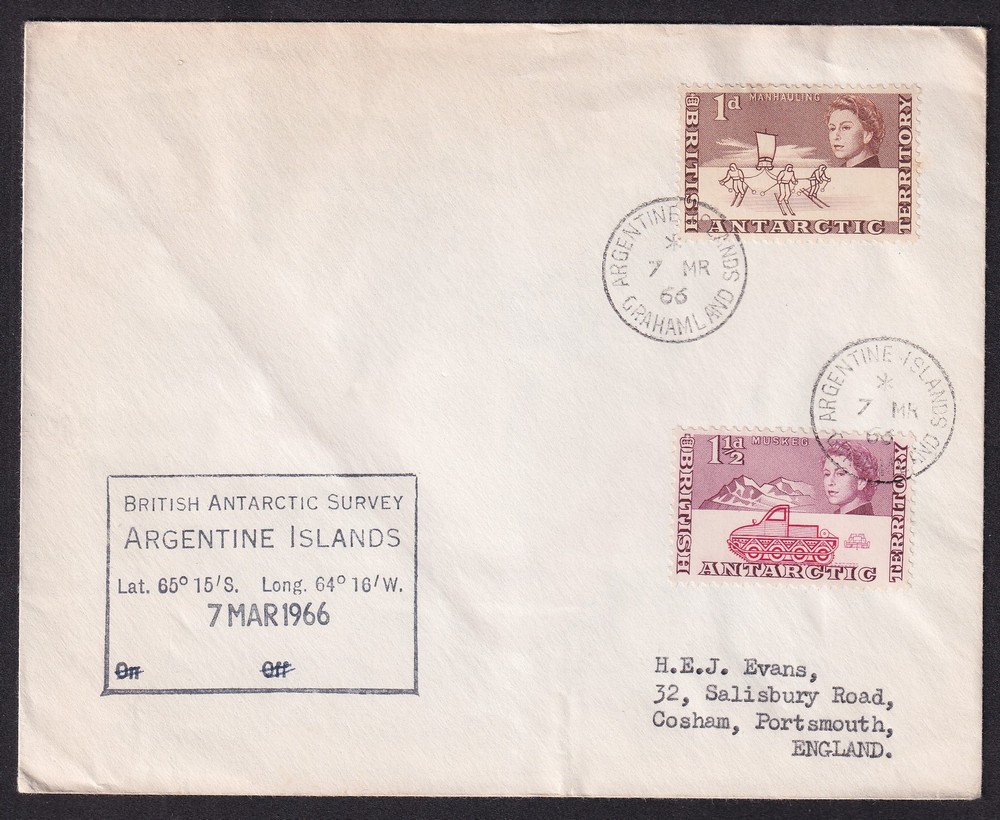 1d MANHAULING
BRITISH
ANTARCTIC
TERRITORY
ARGENTINE ISLANDS
*
7 MR
66
GRAHAMLAND
ARGENTINE ISLANDS
*
7 MR
66
1½d MUSKEG
BRITISH
ANTARCTIC
TERRITORY
BRITISH ANTARCTIC SURVEY
ARGENTINE ISLANDS
Lat. 65° 15'S. Long. 64° 16'W.
7 MAR 1966
On Off
H.E.J. Evans,
32, Salisbury Road,
Cosham, Portsmouth,
ENGLAND.